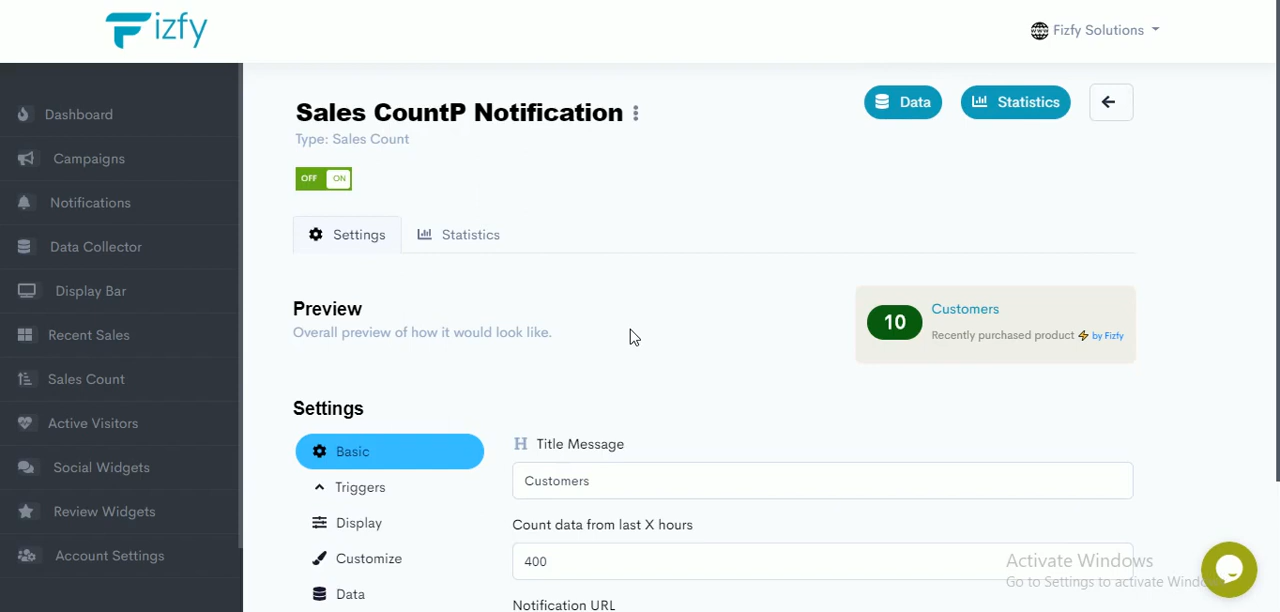 Fizfy
Fizfy Solutions
Dashboard
Campaigns
Notifications
Data Collector
Display Bar
Recent Sales
Sales Count
Active Visitors
Social Widgets
Review Widgets
Account Settings
Sales CountP Notification
Type: Sales Count
OFF ON
Data
Statistics
Settings
Statistics
Preview
Overall preview of how it would look like.
10
Customers
Recently purchased product by Fizfy
Settings
Basic
Triggers
Display
Customize
Data
H Title Message
Customers
Count data from last X hours
400
Notification URL
Activate Windows
Go to Settings to activate Windo